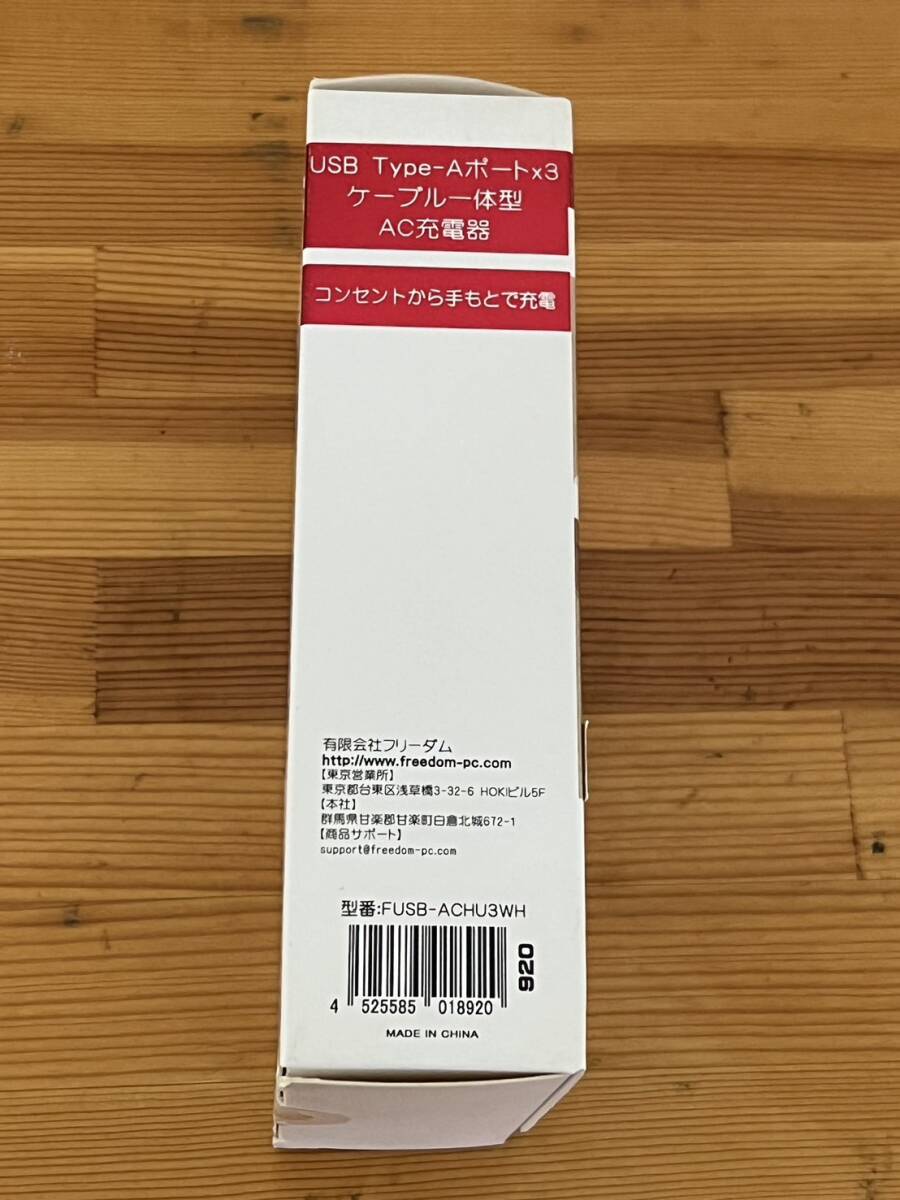 USB Type-Aポートx3
ケーブル一体型
AC充電器
コンセントから手もとで充電
有限会社フリーダム
http://www.freedom-pc.com
【東京営業所】
東京都台東区浅草橋3-32-6 HOKIビル5F
【本社】
群馬県甘楽郡甘楽町白倉北城672-1
【商品サポート】
support@freedom-pc.com
型番:FUSB-ACHU3WH
920
4 525585 018920
MADE IN CHINA